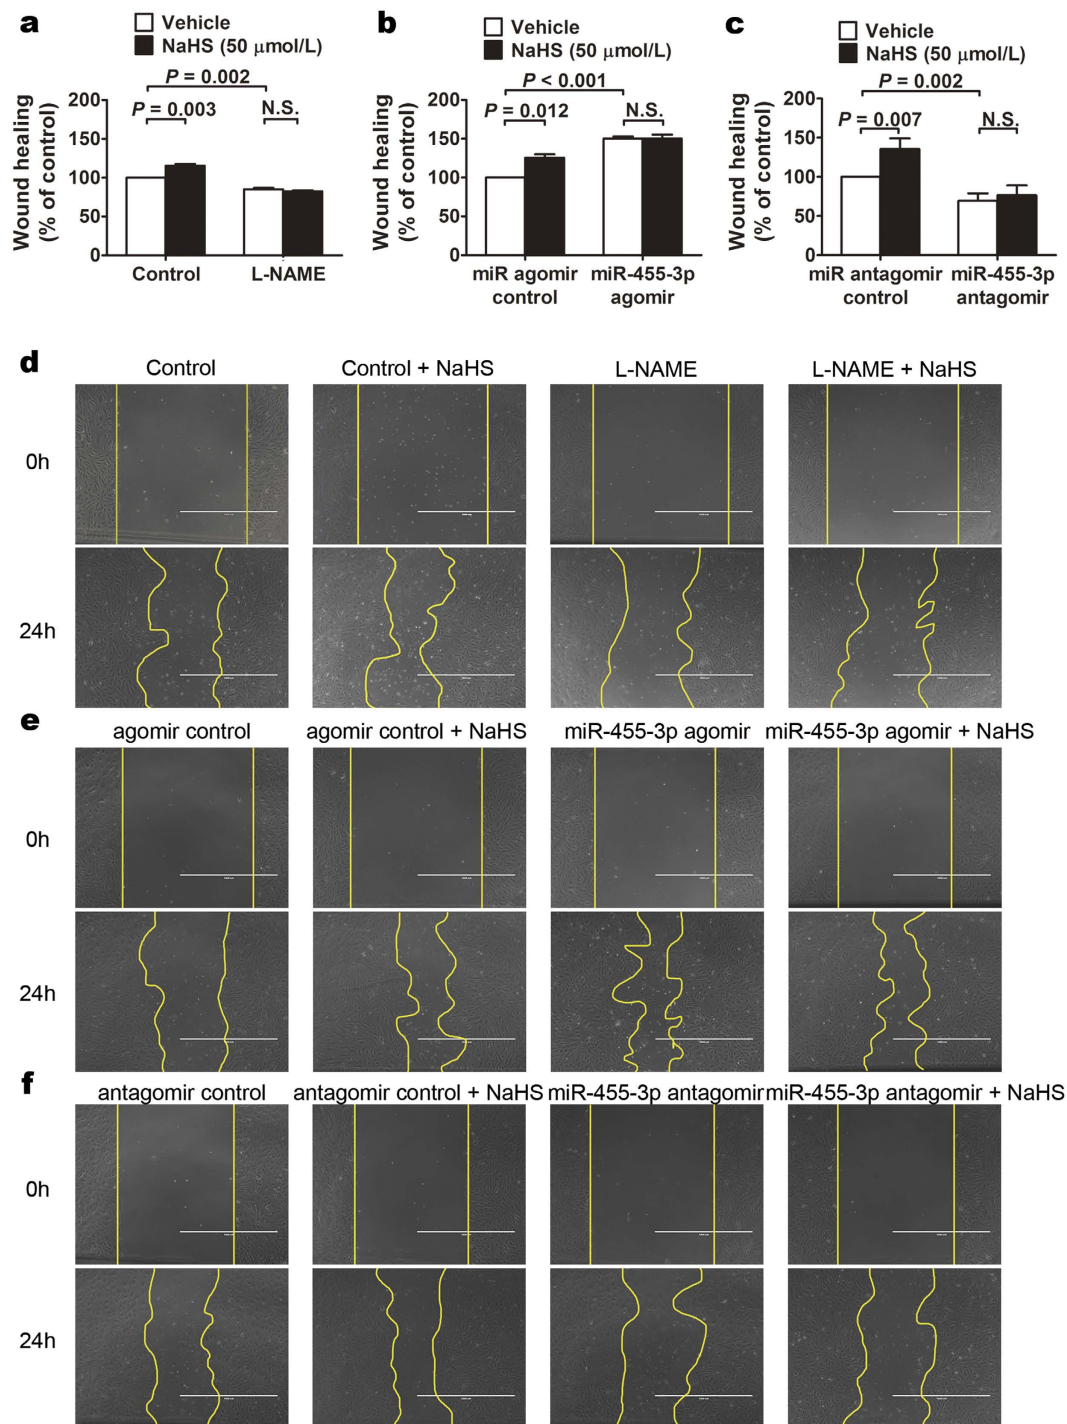 a
Vehicle
NaHS (50 μmol/L)
P = 0.002
P = 0.003
N.S.
Wound healing
(% of control)
200
150
100
50
0
Control
L-NAME
b
Vehicle
NaHS (50 μmol/L)
P < 0.001
P = 0.012
N.S.
Wound healing
(% of control)
200
150
100
50
0
miR agomir
control
miR-455-3p
agomir
c
Vehicle
NaHS (50 μmol/L)
P = 0.002
P = 0.007
N.S.
Wound healing
(% of control)
200
150
100
50
0
miR antagomir
control
miR-455-3p
antagomir
d
Control
Control + NaHS
L-NAME
L-NAME + NaHS
0h
24h
e
agomir control
agomir control + NaHS
miR-455-3p agomir
miR-455-3p agomir + NaHS
0h
24h
f
antagomir control
antagomir control + NaHS
miR-455-3p antagomir
miR-455-3p antagomir + NaHS
0h
24h